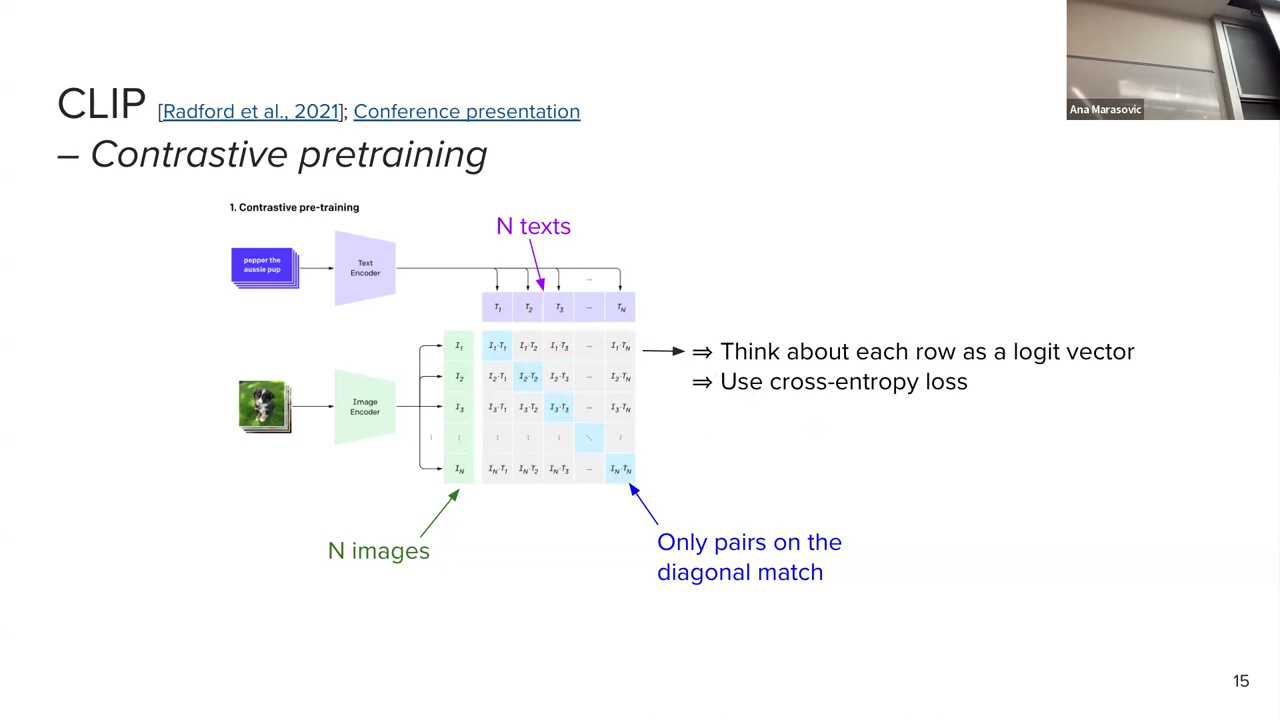 Ana Marasovic
CLIP [Radford et al., 2021]; Conference presentation
– Contrastive pretraining
1. Contrastive pre-training
N texts
pepper the
aussie pup
Text
Encoder
...
T1 T2 T3 ... TN
I1 I1·T1 I1·T2 I1·T3 ... I1·TN
I2 I2·T1 I2·T2 I2·T3 ... I2·TN
I3 I3·T1 I3·T2 I3·T3 ... I3·TN
⋮ ⋮ ⋮ ⋮ ⋮ ⋱ ⋮
IN IN·T1 IN·T2 IN·T3 ... IN·TN
Image
Encoder
⇒ Think about each row as a logit vector
⇒ Use cross-entropy loss
N images
Only pairs on the
diagonal match
15